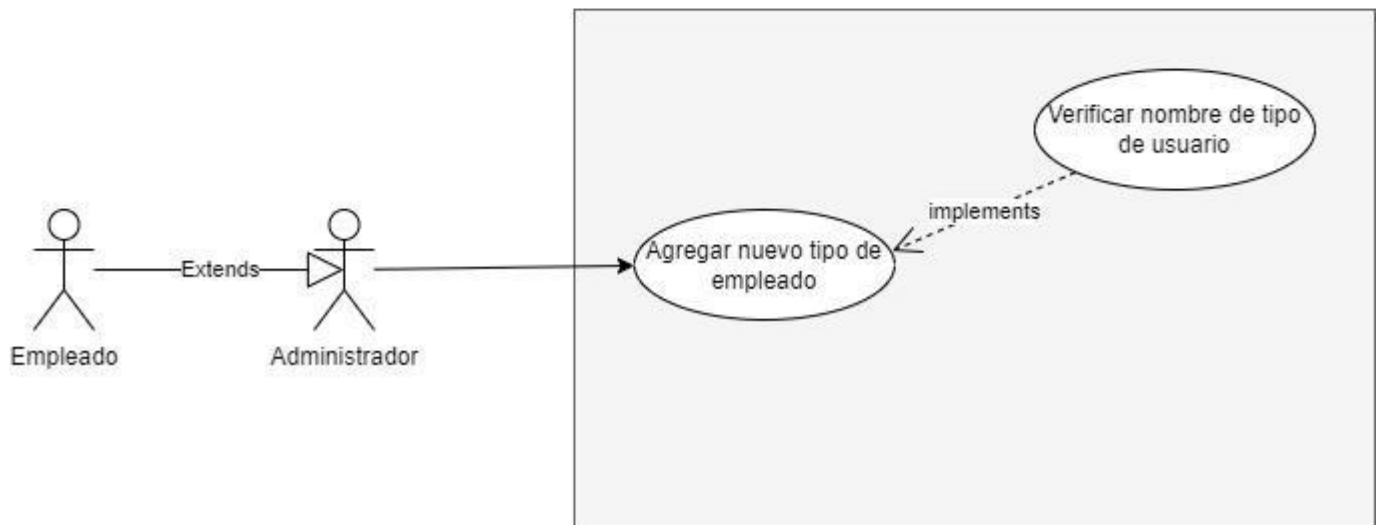 Verificar nombre de tipo
de usuario
implements
Agregar nuevo tipo de
empleado
Extends
Empleado
Administrador